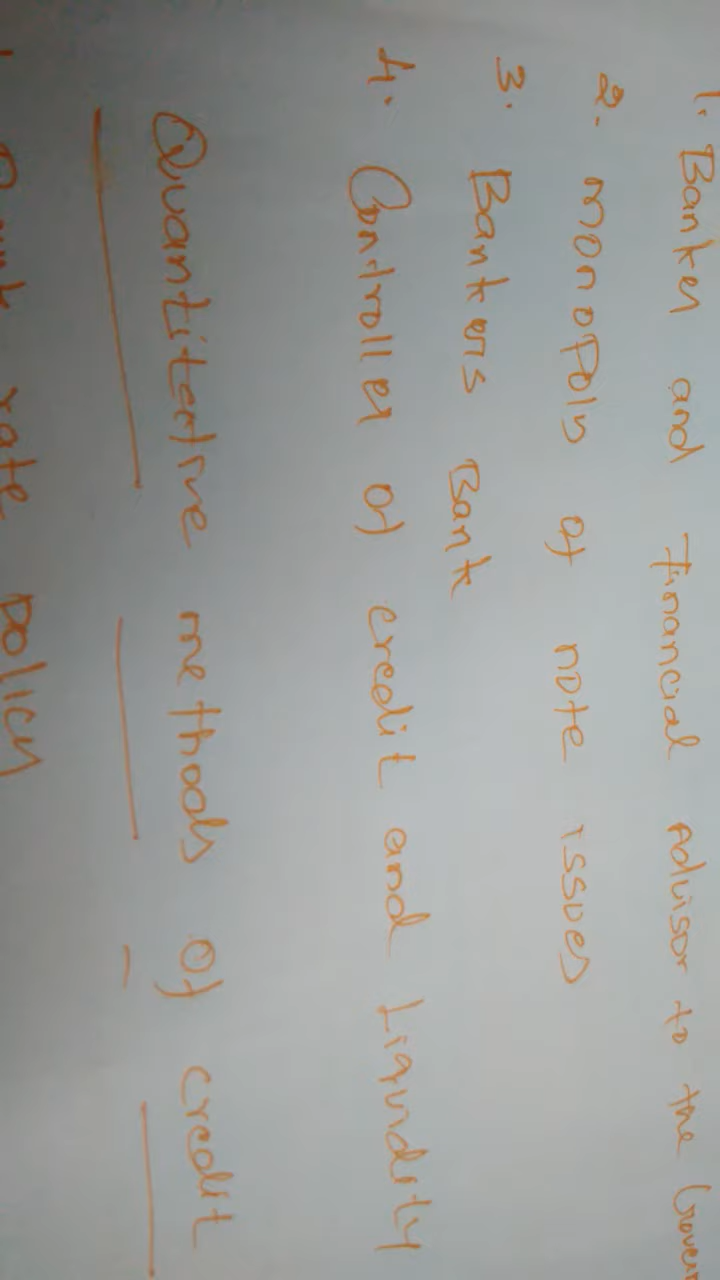 1. Banker and Financial Advisor to the Govern
2. monopoly of note issues
3. Bankers Bank
4. Controller of credit and Liquidity
Quantitative methods of credit
rate policy